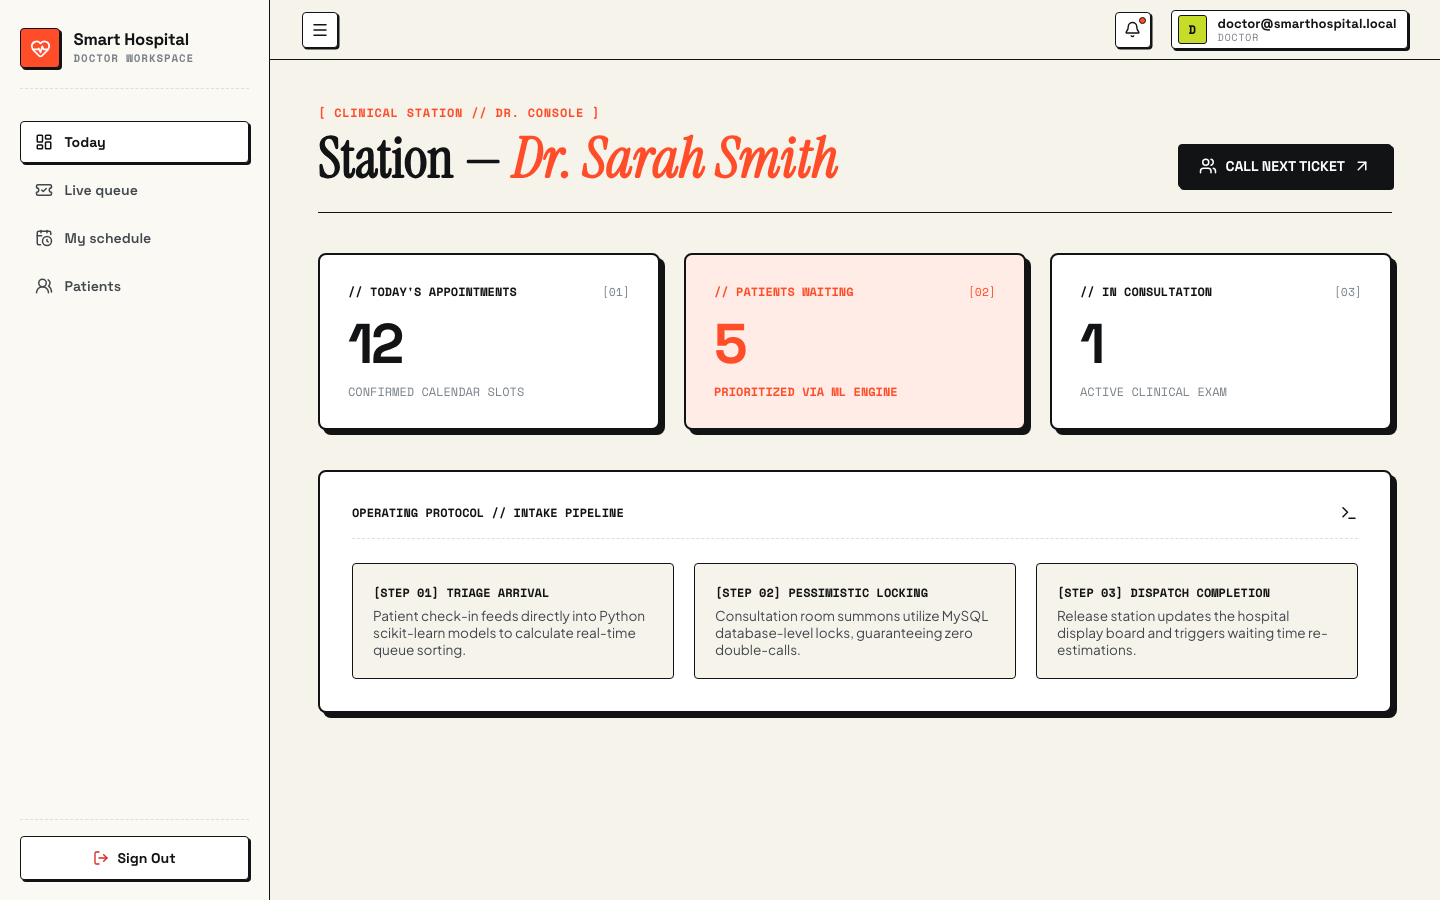 Smart Hospital
DOCTOR WORKSPACE
Today
Live queue
My schedule
Patients
Sign Out
D
doctor@smarthospital.local
DOCTOR
[ CLINICAL STATION // DR. CONSOLE ]
Station — Dr. Sarah Smith
CALL NEXT TICKET
// TODAY'S APPOINTMENTS [01]
12
CONFIRMED CALENDAR SLOTS
// PATIENTS WAITING [02]
5
PRIORITIZED VIA ML ENGINE
// IN CONSULTATION [03]
1
ACTIVE CLINICAL EXAM
OPERATING PROTOCOL // INTAKE PIPELINE
[STEP 01] TRIAGE ARRIVAL
Patient check-in feeds directly into Python
scikit-learn models to calculate real-time
queue sorting.
[STEP 02] PESSIMISTIC LOCKING
Consultation room summons utilize MySQL
database-level locks, guaranteeing zero
double-calls.
[STEP 03] DISPATCH COMPLETION
Release station updates the hospital
display board and triggers waiting time re-
estimations.